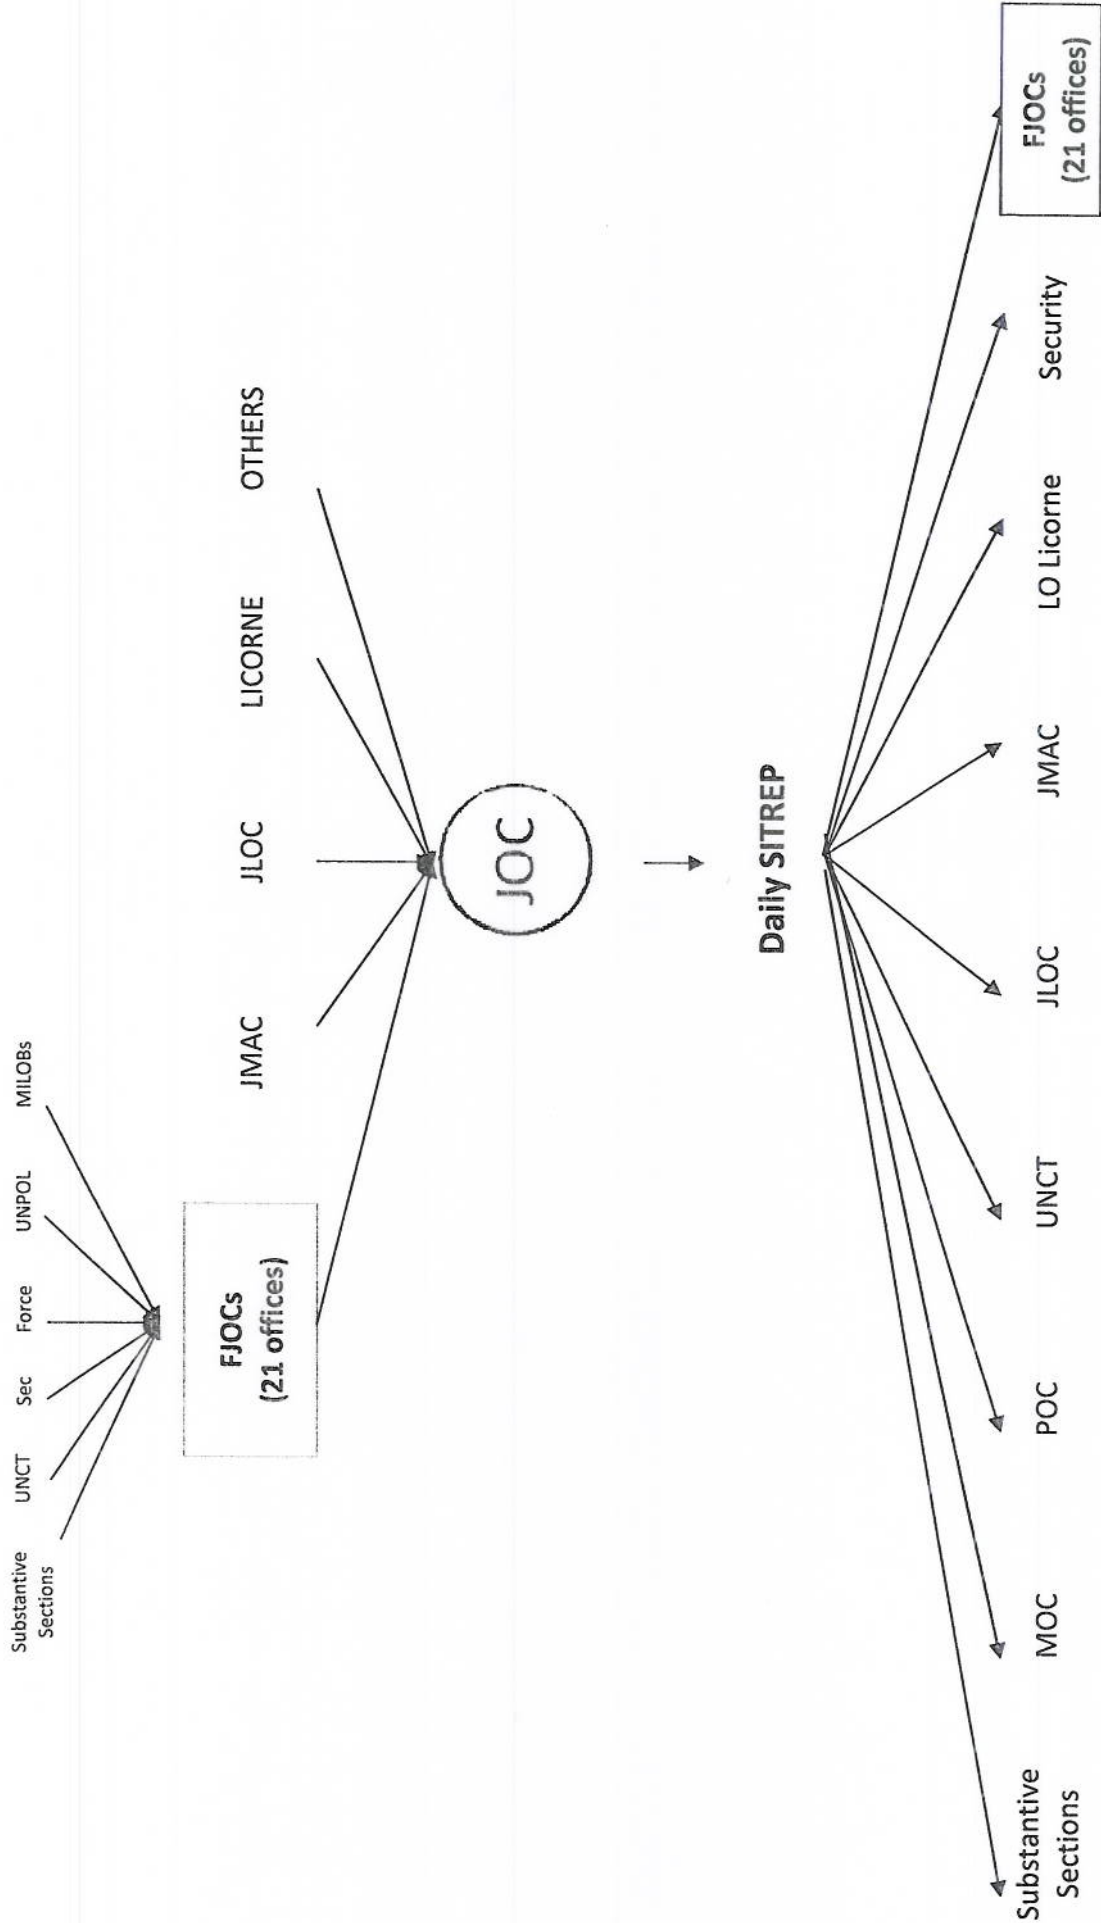 Substantive
Sections
UNCT
Sec
Force
UNPOL
MILOBs
FJOCs
(21 offices)
JMAC
JLOC
LICORNE
OTHERS
JOC
Daily SITREP
Substantive
Sections
MOC
POC
UNCT
JLOC
JMAC
LO Licorne
Security
FJOCs
(21 offices)